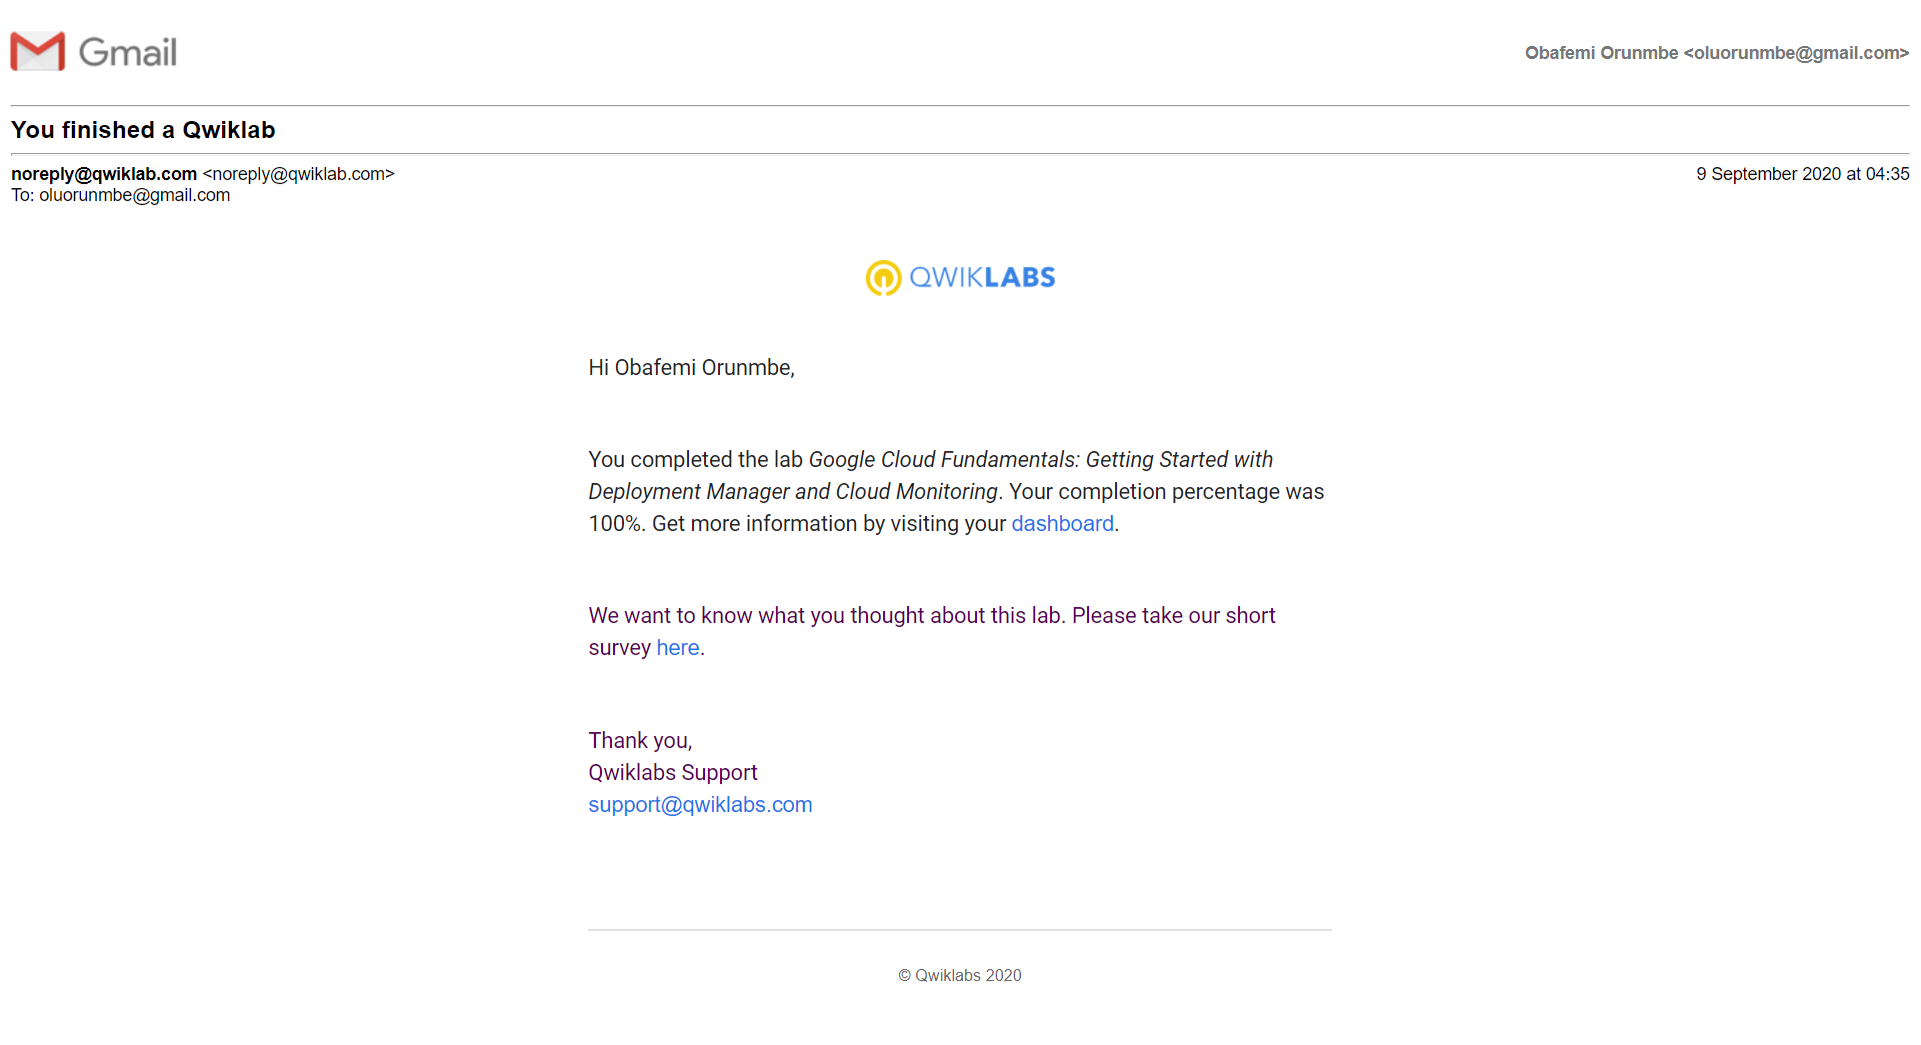 Gmail
Obafemi Orunmbe <oluorunmbe@gmail.com>
You finished a Qwiklab
noreply@qwiklab.com <noreply@qwiklab.com>
9 September 2020 at 04:35
To: oluorunmbe@gmail.com
QWIKLABS
Hi Obafemi Orunmbe,
You completed the lab Google Cloud Fundamentals: Getting Started with
Deployment Manager and Cloud Monitoring. Your completion percentage was
100%. Get more information by visiting your dashboard.
We want to know what you thought about this lab. Please take our short
survey here.
Thank you,
Qwiklabs Support
support@qwiklabs.com
© Qwiklabs 2020